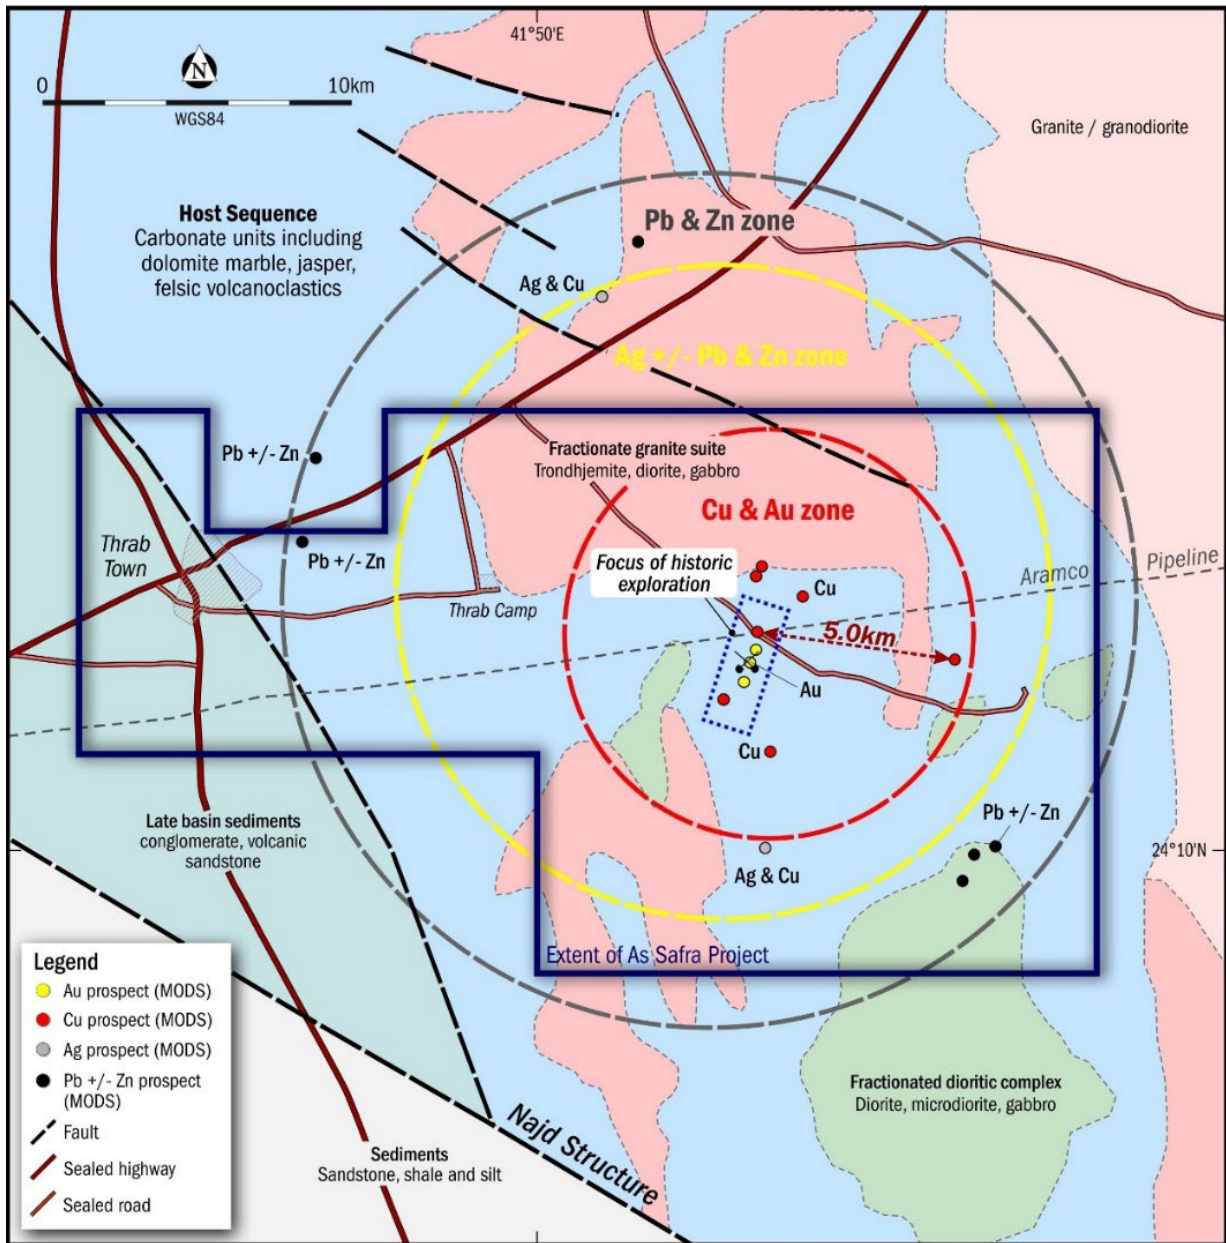 41°50'E
N
0
10km
WGS84
Granite / granodiorite
Host Sequence
Carbonate units including
dolomite marble, jasper,
felsic volcanoclastics
Pb & Zn zone
Ag & Cu
Ag +/- Pb & Zn zone
Pb +/- Zn
Fractionate granite suite
Trondhjemite, diorite, gabbro
Cu & Au zone
Thrab
Town
Pb +/- Zn
Focus of historic
exploration
Aramco
Pipeline
Cu
Thrab Camp
5.0km
Au
Cu
Late basin sediments
conglomerate, volcanic
sandstone
Pb +/- Zn
24°10'N
Ag & Cu
Extent of As Safra Project
Legend
Au prospect (MODS)
Cu prospect (MODS)
Ag prospect (MODS)
Pb +/- Zn prospect
(MODS)
Fault
Sealed highway
Sealed road
Fractionated dioritic complex
Diorite, microdiorite, gabbro
Najd Structure
Sediments
Sandstone, shale and silt